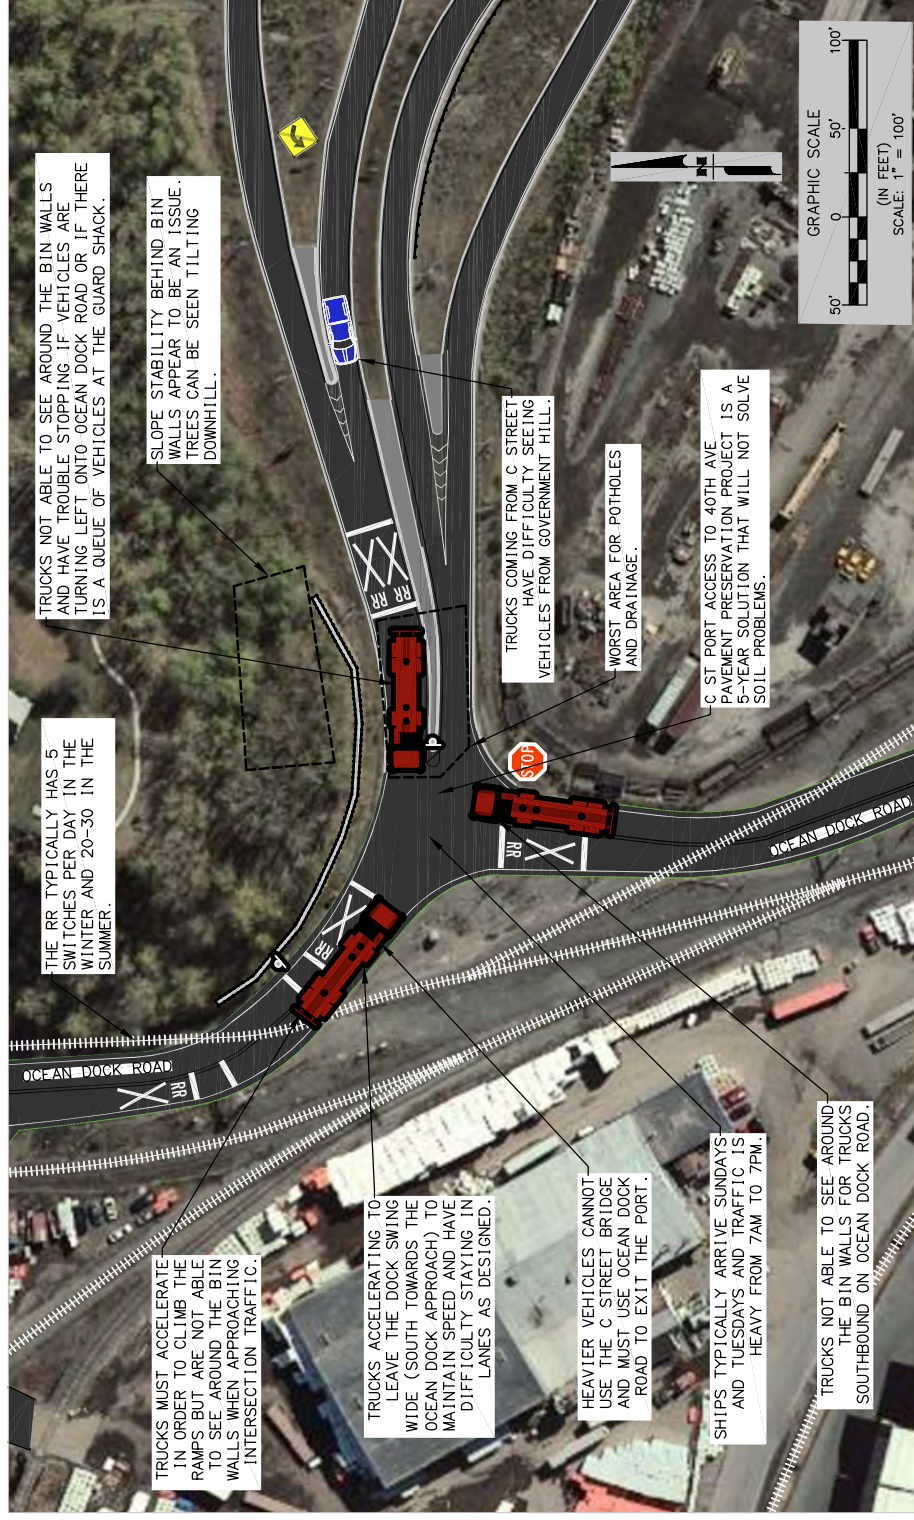 THE RR TYPICALLY HAS 5
SWITCHES PER DAY IN THE
WINTER AND 20-30 IN THE
SUMMER.
TRUCKS NOT ABLE TO SEE AROUND THE BIN WALLS
AND HAVE TROUBLE STOPPING IF VEHICLES ARE
TURNING LEFT ONTO OCEAN DOCK ROAD OR IF THERE
IS A QUEUE OF VEHICLES AT THE GUARD SHACK.
SLOPE STABILITY BEHIND BIN
WALLS APPEAR TO BE AN ISSUE.
TREES CAN BE SEEN TILTING
DOWNHILL.
OCEAN DOCK ROAD
RR
RR
RR
RR
RR
STOP
OCEAN DOCK ROAD
TRUCKS MUST ACCELERATE
IN ORDER TO CLIMB THE
RAMPS BUT ARE NOT ABLE
TO SEE AROUND THE BIN
WALLS WHEN APPROACHING
INTERSECTION TRAFFIC.
TRUCKS ACCELERATING TO
LEAVE THE DOCK SWING
WIDE (SOUTH TOWARDS THE
OCEAN DOCK APPROACH) TO
MAINTAIN SPEED AND HAVE
DIFFICULTY STAYING IN
LANES AS DESIGNED.
HEAVIER VEHICLES CANNOT
USE THE C STREET BRIDGE
AND MUST USE OCEAN DOCK
ROAD TO EXIT THE PORT.
SHIPS TYPICALLY ARRIVE SUNDAYS
AND TUESDAYS AND TRAFFIC IS
HEAVY FROM 7AM TO 7PM.
TRUCKS NOT ABLE TO SEE AROUND
THE BIN WALLS FOR TRUCKS
SOUTHBOUND ON OCEAN DOCK ROAD.
TRUCKS COMING FROM C STREET
HAVE DIFFICULTY SEEING
VEHICLES FROM GOVERNMENT HILL.
WORST AREA FOR POTHOLES
AND DRAINAGE.
C ST PORT ACCESS TO 40TH AVE
PAVEMENT PRESERVATION PROJECT IS A
5-YEAR SOLUTION THAT WILL NOT SOLVE
SOIL PROBLEMS.
N
GRAPHIC SCALE
50' 0 50' 100'
(IN FEET)
SCALE: 1" = 100'